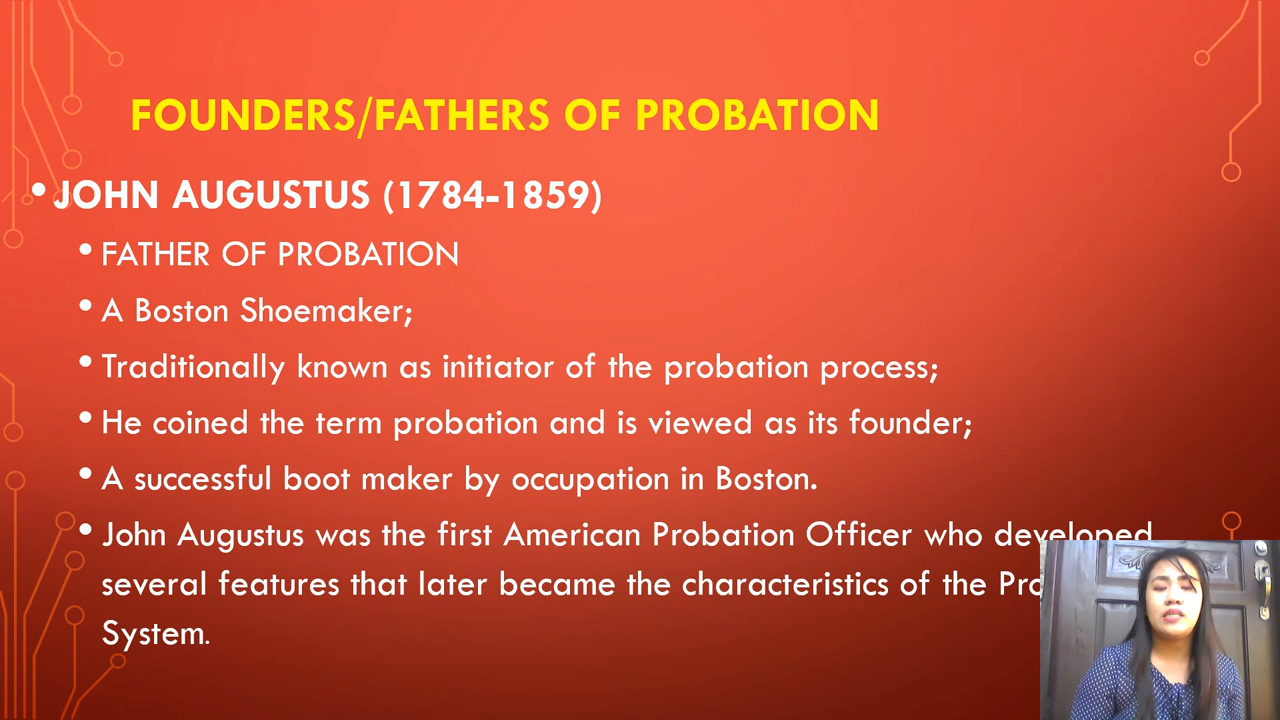 FOUNDERS/FATHERS OF PROBATION
• JOHN AUGUSTUS (1784-1859)
• FATHER OF PROBATION
• A Boston Shoemaker;
• Traditionally known as initiator of the probation process;
• He coined the term probation and is viewed as its founder;
• A successful boot maker by occupation in Boston.
• John Augustus was the first American Probation Officer who developed
several features that later became the characteristics of the
System.